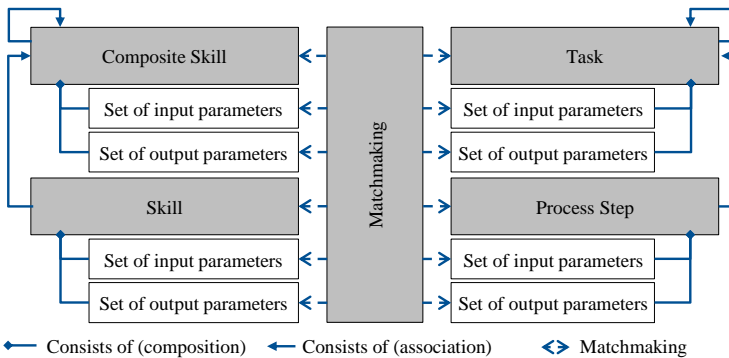 Composite Skill
Task
Set of input parameters
Set of input parameters
Set of output parameters
Set of output parameters
Matchmaking
Skill
Process Step
Set of input parameters
Set of input parameters
Set of output parameters
Set of output parameters
Consists of (composition)
Consists of (association)
Matchmaking